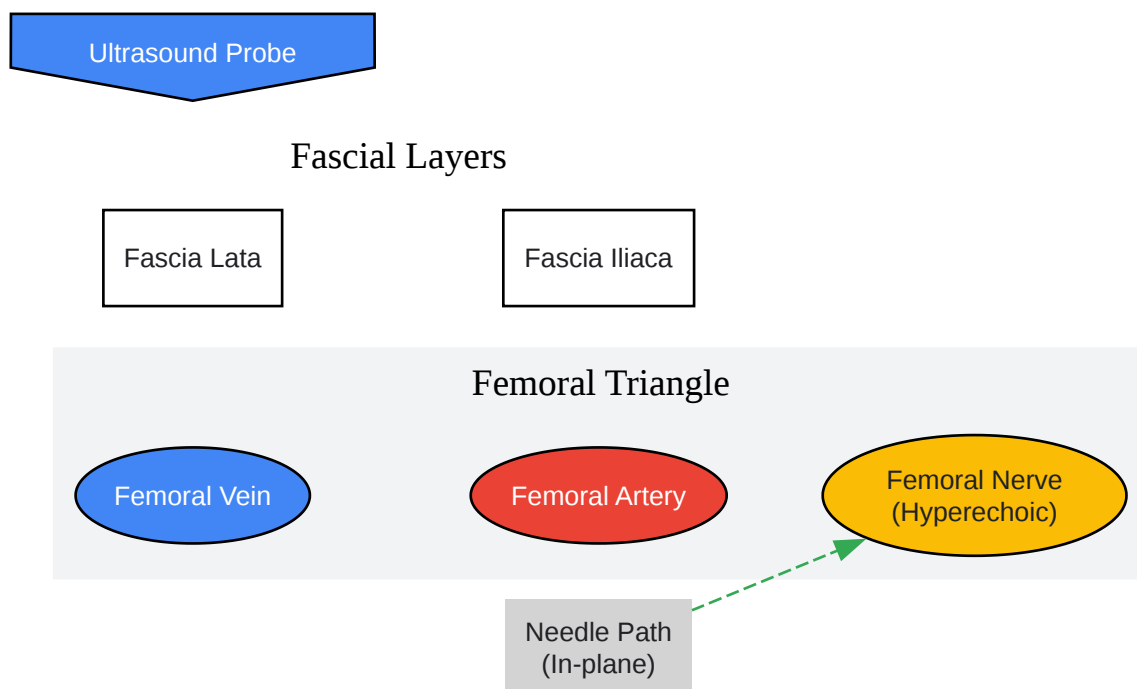 Ultrasound Probe
Fascial Layers
Fascia Lata
Fascia Iliaca
Femoral Triangle
Femoral Vein
Femoral Artery
Femoral Nerve
(Hyperechoic)
Needle Path
(In-plane)